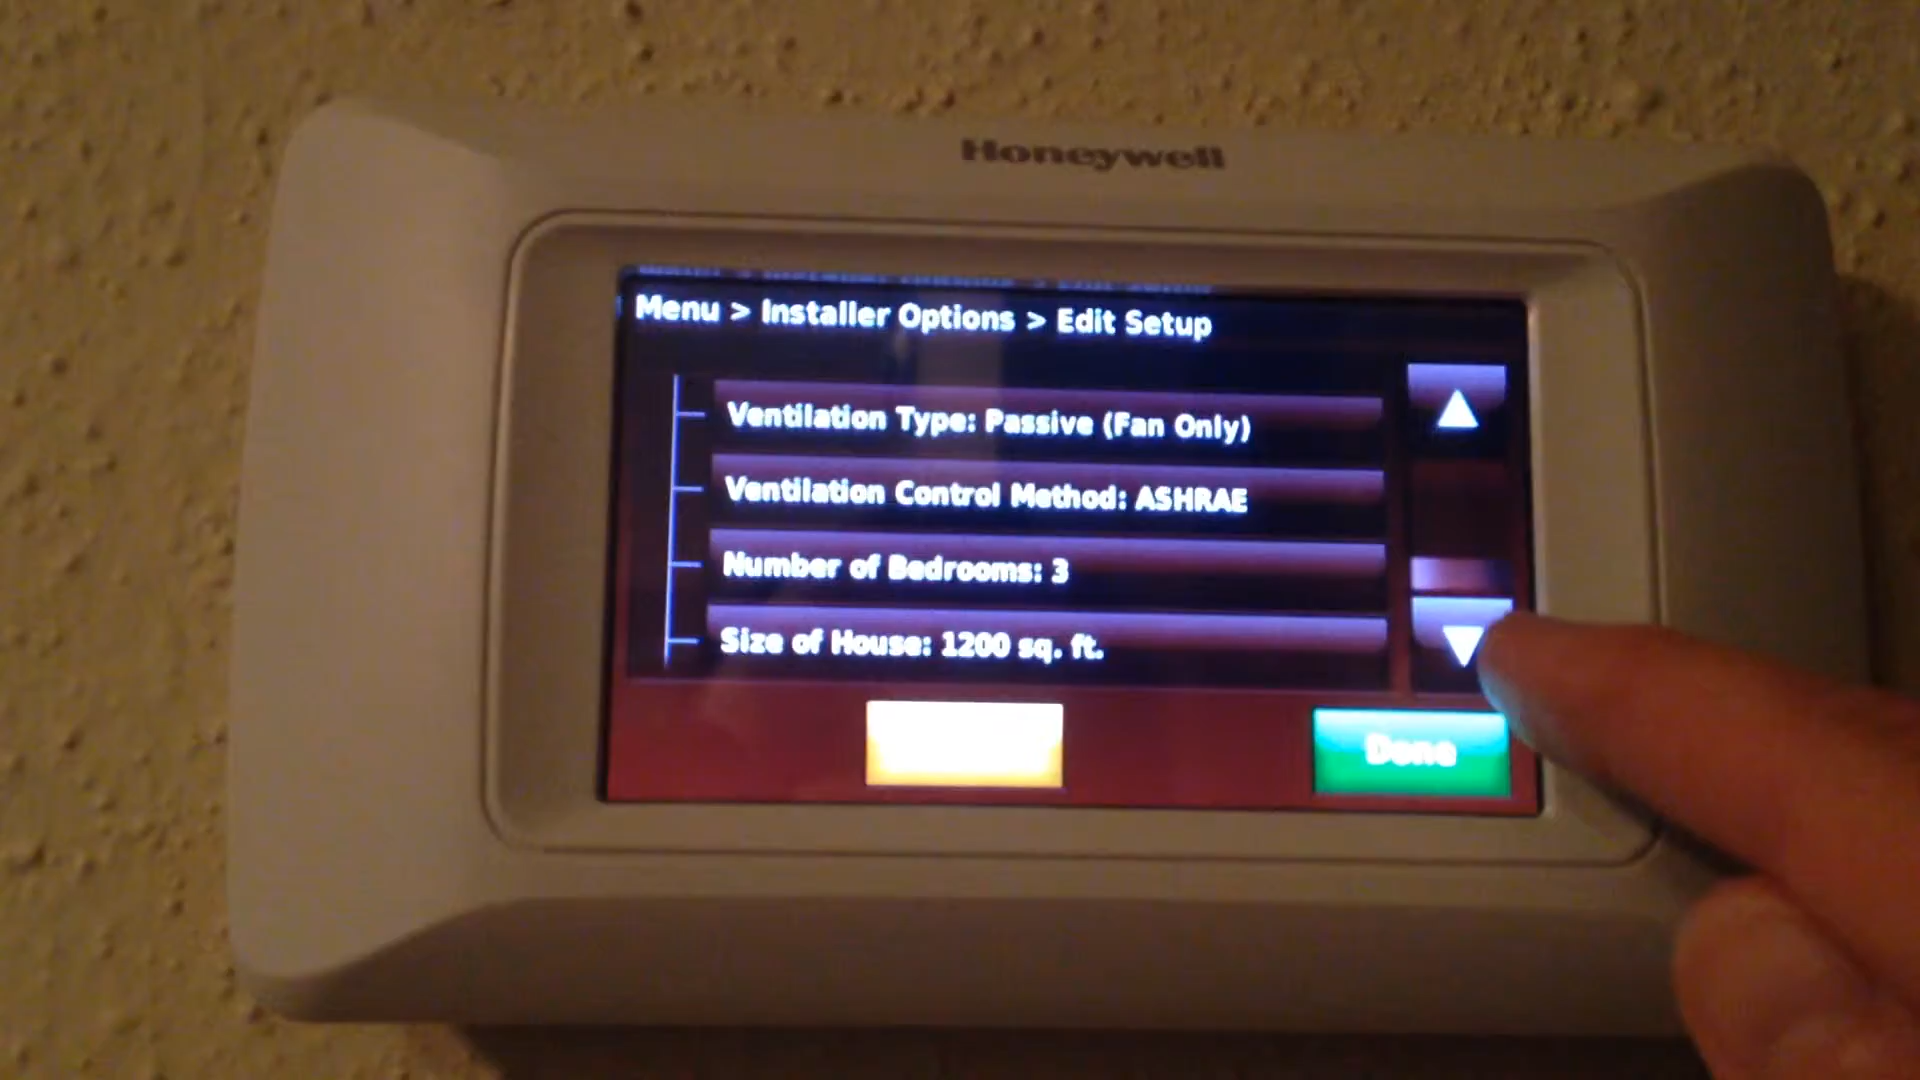 Honeywell
Menu > Installer Options > Edit Setup
Ventilation Type: Passive (Fan Only)
Ventilation Control Method: ASHRAE
Number of Bedrooms: 3
Size of House: 1200 sq. ft.
Done